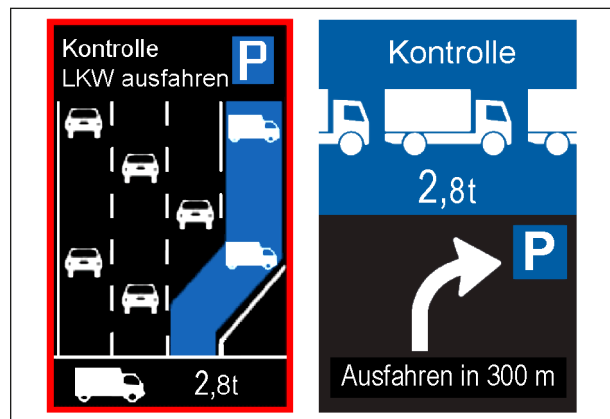 Kontrolle
LKW ausfahren
P
2,8t
Kontrolle
2,8t
P
Ausfahren in 300 m